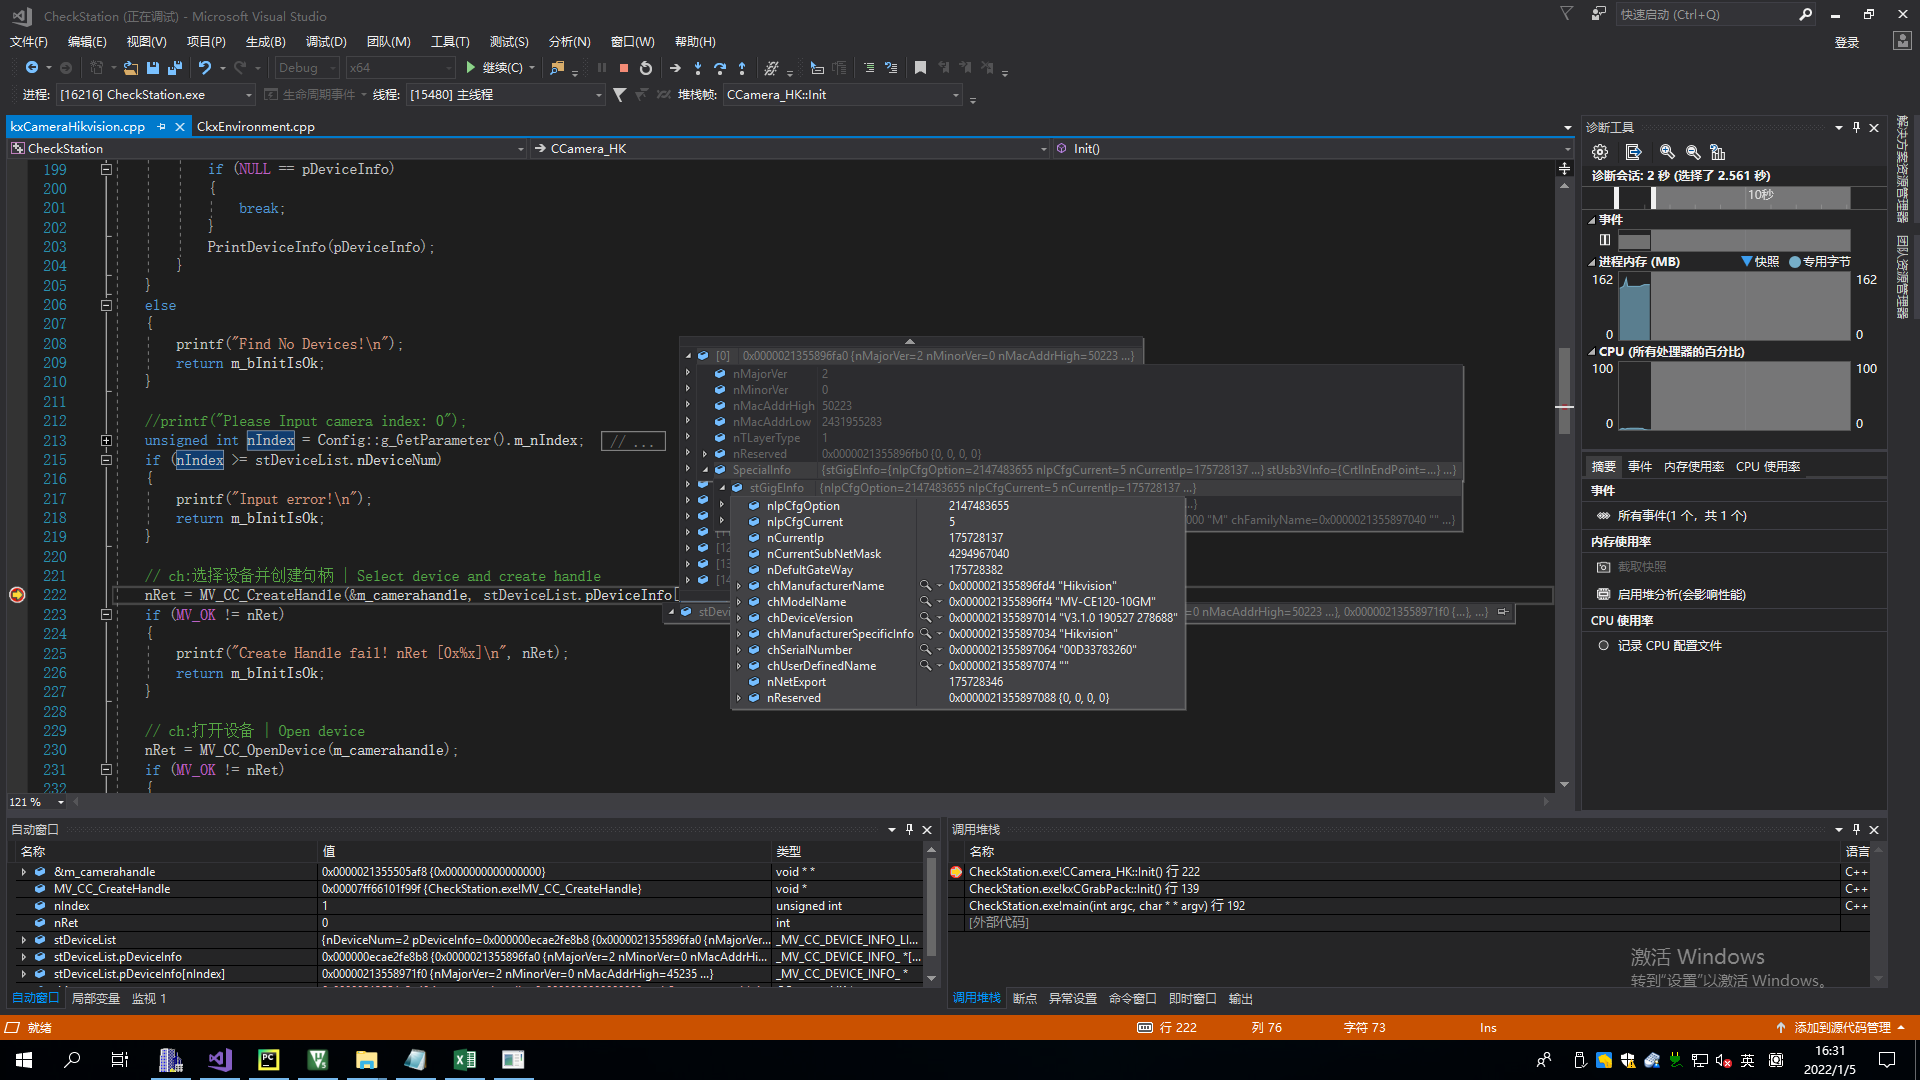 CheckStation (正在调试) - Microsoft Visual Studio
快速启动 (Ctrl+Q)
文件(F) 编辑(E) 视图(V) 项目(P) 生成(B) 调试(D) 团队(M) 工具(T) 测试(S) 分析(N) 窗口(W) 帮助(H)
登录
Debug x64 继续(C)
进程: [16216] CheckStation.exe 生命周期事件 线程: [15480] 主线程 堆栈帧: CCamera_HK::Init
kxCameraHikvision.cpp CkxEnvironment.cpp
CheckStation CCamera_HK Init()
199 if (NULL == pDeviceInfo)
200 {
201 break;
202 }
203 PrintDeviceInfo(pDeviceInfo);
204 }
205 }
206 else
207 {
208 printf("Find No Devices!\n");
209 return m_bInitIsOk;
210 }
211
212 //printf("Please Input camera index: 0");
213 unsigned int nIndex = Config::g_GetParameter().m_nIndex; // ...
215 if (nIndex >= stDeviceList.nDeviceNum)
216 {
217 printf("Input error!\n");
218 return m_bInitIsOk;
219 }
220
221 // ch:选择设备并创建句柄 | Select device and create handle
222 nRet = MV_CC_CreateHandle(&m_camerahandle, stDeviceList.pDeviceInfo[
223 if (MV_OK != nRet)
224 {
225 printf("Create Handle fail! nRet [0x%x]\n", nRet);
226 return m_bInitIsOk;
227 }
228
229 // ch:打开设备 | Open device
230 nRet = MV_CC_OpenDevice(m_camerahandle);
231 if (MV_OK != nRet)
232 {
[0] 0x0000021355896fa0 {nMajorVer=2 nMinorVer=0 nMacAddrHigh=50223 ...}
nMajorVer 2
nMinorVer 0
nMacAddrHigh 50223
nMacAddrLow 2431955283
nTLayerType 1
nReserved 0x0000021355896fb0 {0, 0, 0, 0}
SpecialInfo {stGigEInfo={nIpCfgOption=2147483655 nIpCfgCurrent=5 nCurrentIp=175728137 ...} stUsb3VInfo={CrtlInEndPoint=...} ...}
stGigEInfo {nIpCfgOption=2147483655 nIpCfgCurrent=5 nCurrentIp=175728137 ...}
nIpCfgOption 2147483655
nIpCfgCurrent 5
000 "M" chFamilyName=0x0000021355897040 "" ...}
nCurrentIp 175728137
nCurrentSubNetMask 4294967040
nDefultGateWay 175728382
chManufacturerName 0x0000021355896fd4 "Hikvision"
chModelName 0x0000021355896ff4 "MV-CE120-10GM"
chDeviceVersion 0x0000021355897014 "V3.1.0 190527 278688"
chManufacturerSpecificInfo 0x0000021355897034 "Hikvision"
chSerialNumber 0x0000021355897064 "00D33783260"
chUserDefinedName 0x0000021355897074 ""
nNetExport 175728346
nReserved 0x0000021355897088 {0, 0, 0, 0}
[12
[13
[14
stDevi
=0 nMacAddrHigh=50223 ...}, 0x00000213558971f0 {...}, ...}
121 %
诊断工具
诊断会话: 2 秒 (选择了 2.561 秒)
10秒
事件
进程内存 (MB) 快照 专用字节
162 162
0 0
CPU (所有处理器的百分比)
100 100
0 0
摘要 事件 内存使用率 CPU 使用率
事件
所有事件(1 个，共 1 个)
内存使用率
截取快照
启用堆分析(会影响性能)
CPU 使用率
记录 CPU 配置文件
解决方案资源管理器
团队资源管理器
自动窗口
名称 值 类型
&m_camerahandle 0x0000021355505af8 {0x0000000000000000} void * *
MV_CC_CreateHandle 0x00007ff66101f99f {CheckStation.exe!MV_CC_CreateHandle} void *
nIndex 1 unsigned int
nRet 0 int
stDeviceList {nDeviceNum=2 pDeviceInfo=0x000000ecae2fe8b8 {0x0000021355896fa0 {nMajorVer... _MV_CC_DEVICE_INFO_LI...
stDeviceList.pDeviceInfo 0x000000ecae2fe8b8 {0x0000021355896fa0 {nMajorVer=2 nMinorVer=0 nMacAddrHi... _MV_CC_DEVICE_INFO_ *[...
stDeviceList.pDeviceInfo[nIndex] 0x00000213558971f0 {nMajorVer=2 nMinorVer=0 nMacAddrHigh=45235 ...} _MV_CC_DEVICE_INFO_ *
自动窗口 局部变量 监视 1
调用堆栈
名称 语言
CheckStation.exe!CCamera_HK::Init() 行 222 C++
CheckStation.exe!kxCGrabPack::Init() 行 139 C++
CheckStation.exe!main(int argc, char * * argv) 行 192 C++
[外部代码]
激活 Windows
转到"设置"以激活 Windows。
调用堆栈 断点 异常设置 命令窗口 即时窗口 输出
就绪 行 222 列 76 字符 73 Ins 添加到源代码管理
英
16:31
2022/1/5